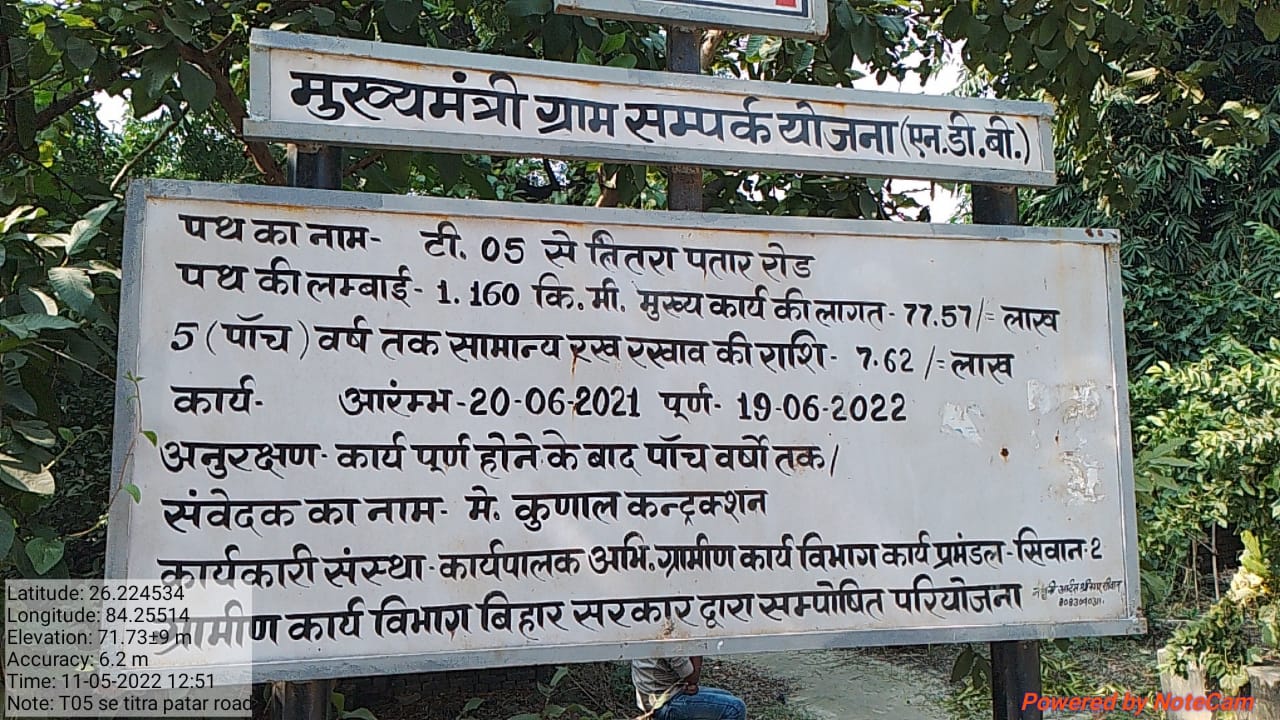 मुख्यमंत्री ग्राम सम्पर्क योजना (एन.डी.बी.)
पथ का नाम- टी. 05 से तितरा पतार रोड
पथ की लम्बाई- 1.160 कि.मी. मुख्य कार्य की लागत- 77.57/= लाख
5 (पॉच) वर्ष तक सामान्य रख रखाव की राशि- 7.62/= लाख
कार्य- आरंम्भ-20-06-2021 पूर्ण- 19-06-2022
अनुरक्षण- कार्य पूर्ण होने के बाद पॉच वर्षो तक/
संवेदक का नाम- मे. कुणाल कन्ट्रक्शन
कार्यकारी संस्था- कार्यपालक अभि. ग्रामीण कार्य विभाग कार्य प्रमंडल- सिवान-2
ग्रामीण कार्य विभाग बिहार सरकार द्वारा सम्पोषित परियोजना
Latitude: 26.224534
Longitude: 84.25514
Elevation: 71.73±9 m
Accuracy: 6.2 m
Time: 11-05-2022 12:51
Note: T05 se titra patar road
Powered by NoteCam